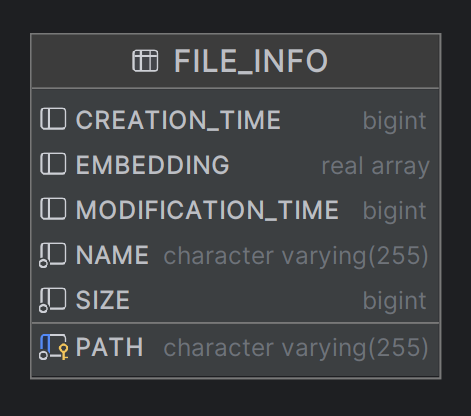 FILE_INFO
CREATION_TIME bigint
EMBEDDING real array
MODIFICATION_TIME bigint
NAME character varying(255)
SIZE bigint
PATH character varying(255)